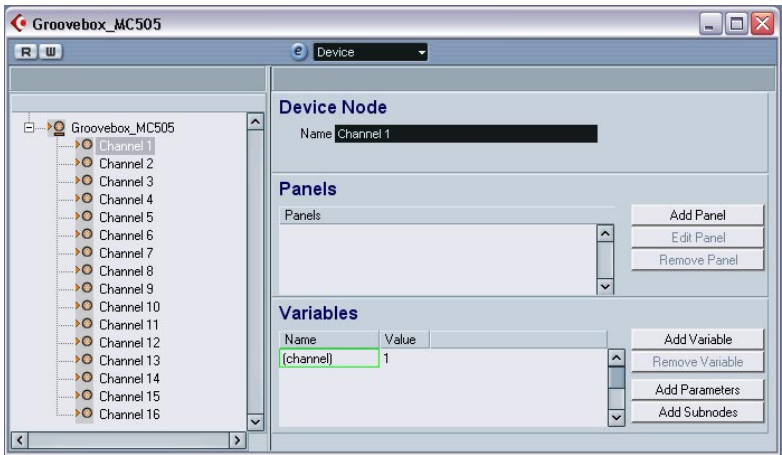 Groovebox_MC505
R W e Device
Groovebox_MC505
Channel 1
Channel 2
Channel 3
Channel 4
Channel 5
Channel 6
Channel 7
Channel 8
Channel 9
Channel 10
Channel 11
Channel 12
Channel 13
Channel 14
Channel 15
Channel 16
Device Node
Name Channel 1
Panels
Panels
Add Panel
Edit Panel
Remove Panel
Variables
Name Value
(channel) 1
Add Variable
Remove Variable
Add Parameters
Add Subnodes